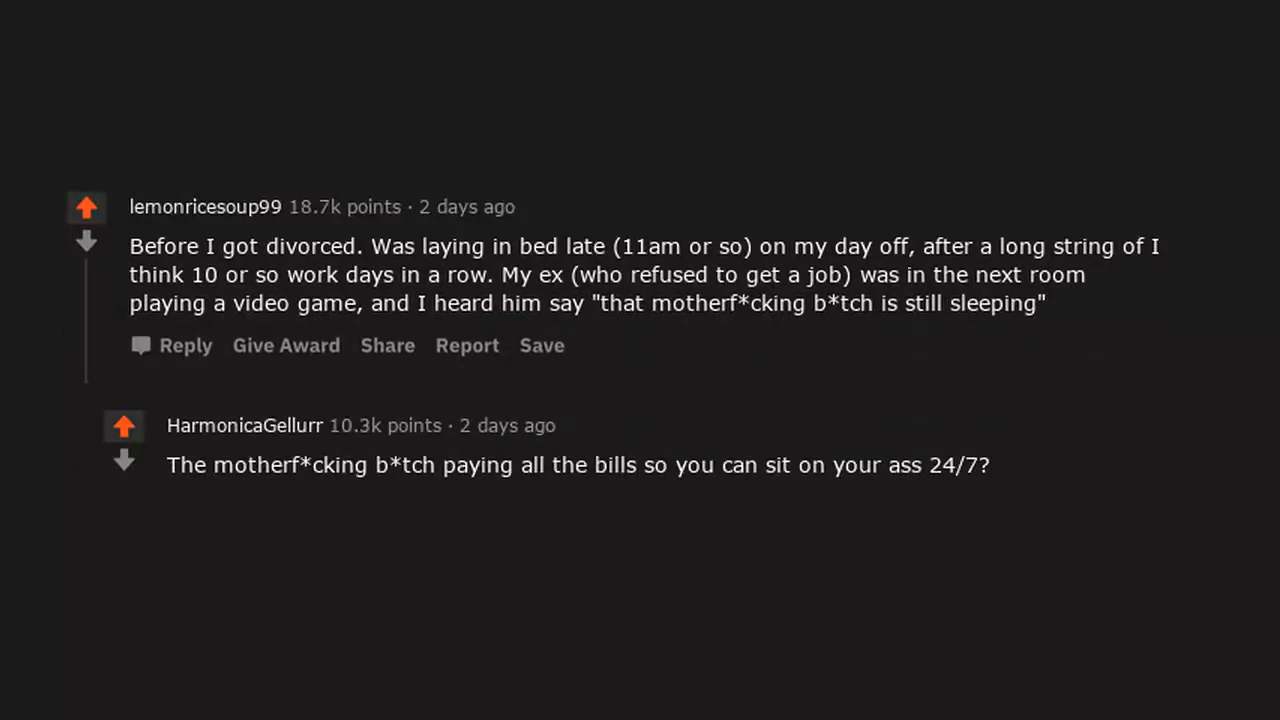 lemonricesoup99 18.7k points · 2 days ago
Before I got divorced. Was laying in bed late (11am or so) on my day off, after a long string of I
think 10 or so work days in a row. My ex (who refused to get a job) was in the next room
playing a video game, and I heard him say "that motherf*cking b*tch is still sleeping"
Reply Give Award Share Report Save
HarmonicaGellurr 10.3k points · 2 days ago
The motherf*cking b*tch paying all the bills so you can sit on your ass 24/7?